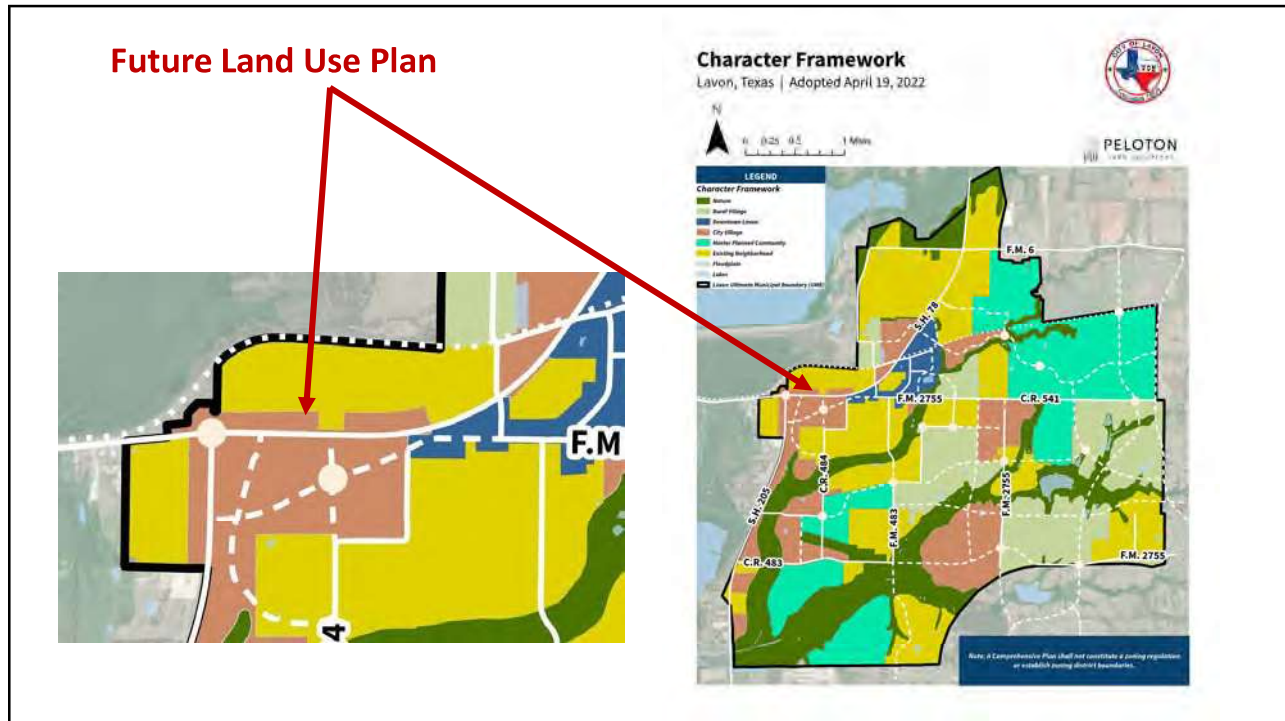 Future Land Use Plan
Character Framework
Lavon, Texas | Adopted April 19, 2022
CITY OF LAVON
N
0 0.25 0.5 1 Miles
PELOTON
LEGEND
Character Framework
Nature
Rural Village
Downtown Lavon
City Village
Master Planned Community
Existing Neighborhood
Floodplain
Lakes
Lavon Ultimate Municipal Boundary (UMB)
F.M. 6
S.H. 78
F.M. 2755
C.R. 541
C.R. 484
S.H. 205
F.M. 483
F.M. 2755
C.R. 483
F.M. 2755
F.M
4
Note: A Comprehensive Plan shall not constitute a zoning regulation
or establish zoning district boundaries.